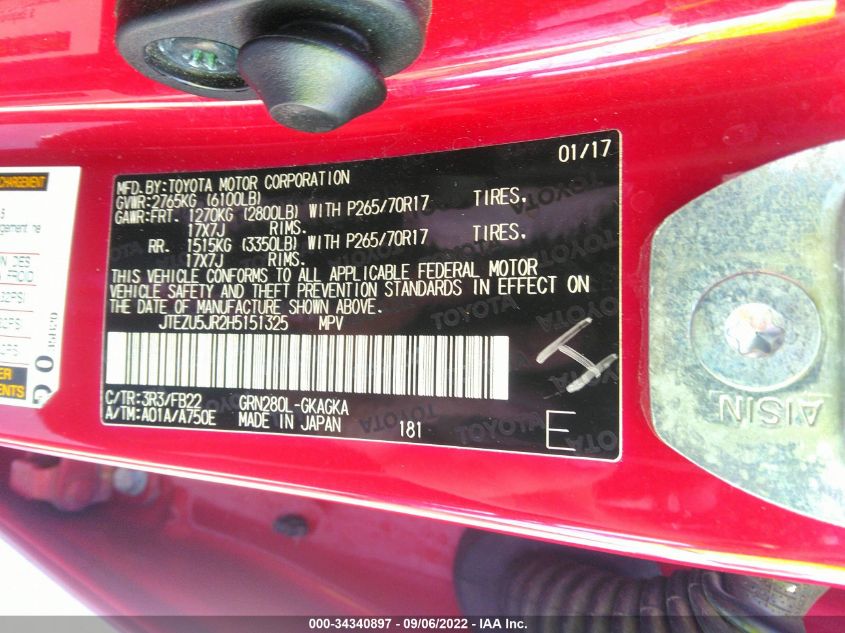 01/17
MFD. BY: TOYOTA MOTOR CORPORATION
GVWR: 2765KG (6100LB)
GAWR: FRT. 1270KG (2800LB) WITH P265/70R17 TIRES,
17X7J RIMS.
RR. 1515KG (3350LB) WITH P265/70R17 TIRES,
17X7J RIMS.
THIS VEHICLE CONFORMS TO ALL APPLICABLE FEDERAL MOTOR
VEHICLE SAFETY AND THEFT PREVENTION STANDARDS IN EFFECT ON
THE DATE OF MANUFACTURE SHOWN ABOVE.
JTEZU5JR2H5151325 MPV
C/TR: 3R3/FB22 GRN280L-GKAGKA
A/TM: A01A/A750E MADE IN JAPAN 181
E
H
AISIN
000-34340897 - 09/06/2022 - IAA Inc.